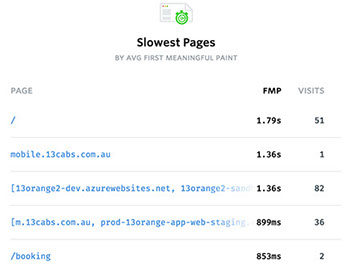 Slowest Pages
BY AVG FIRST MEANINGFUL PAINT
PAGE FMP VISITS
/ 1.79s 51
mobile.13cabs.com.au 1.36s 1
[13orange2-dev.azurewebsites.net, 13orange2-sand 1.36s 82
[m.13cabs.com.au, prod-13orange-app-web-staging. 899ms 36
/booking 853ms 2